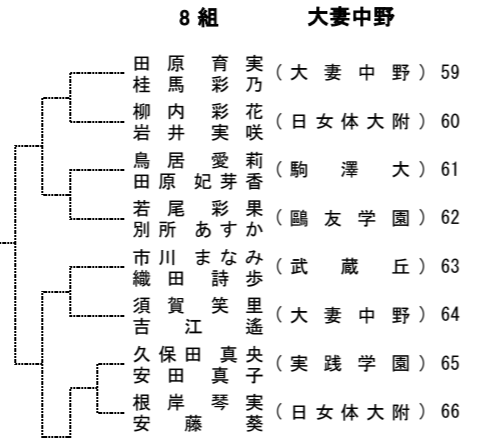 8組 大妻中野
田原 育実
桂馬 彩乃
(大妻中野) 59
柳内 彩花
岩井 実咲
(日女体大附) 60
鳥居 愛莉
田原 妃芽香
(駒澤大) 61
若尾 彩果
別所 あすか
(鷗友学園) 62
市川 まなみ
織田 詩歩
(武蔵丘) 63
須賀 笑里
吉江 遙
(大妻中野) 64
久保田 真央
安田 真子
(実践学園) 65
根岸 琴実
安藤 葵
(日女体大附) 66